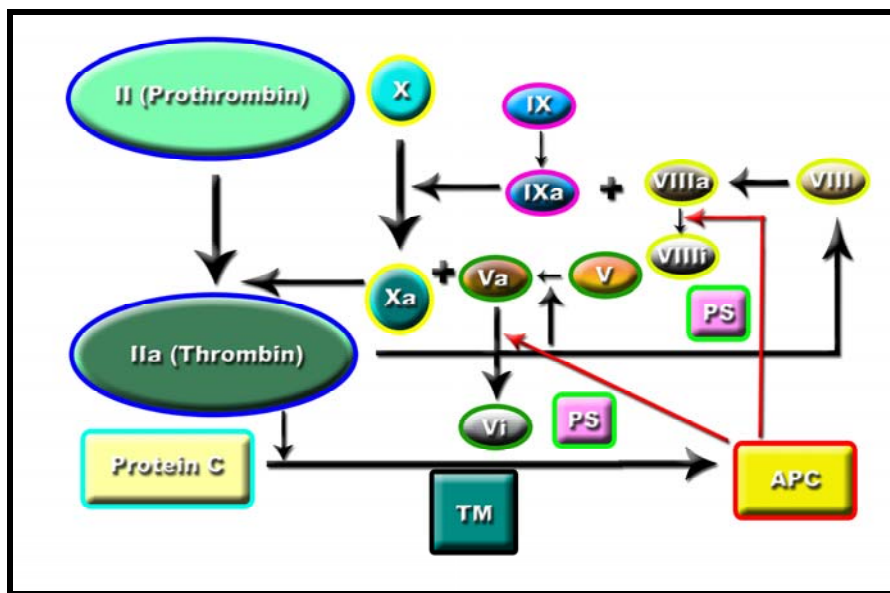 II (Prothrombin)
X
IX
IXa
+
VIIIa
VIII
VIIIi
Xa
+
Va
V
PS
IIa (Thrombin)
Vi
PS
Protein C
TM
APC